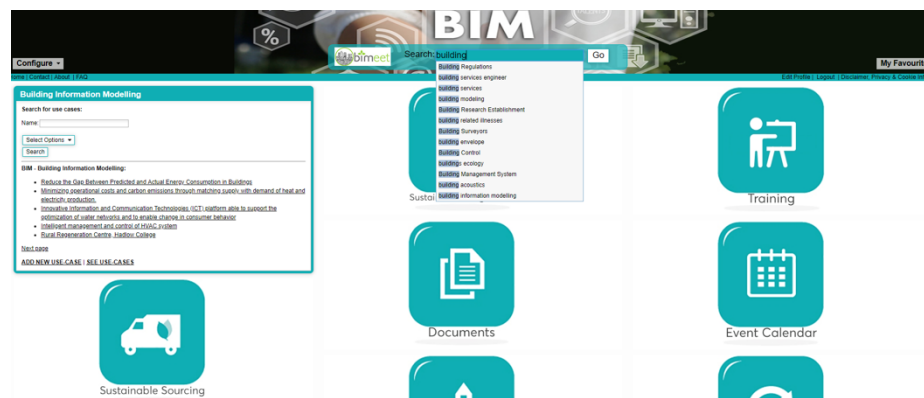 BIM
%
bimeet
Search: building
Go
Configure
My Favourit
ome | Contact | About | FAQ
Edit Profile | Logout | Disclaimer, Privacy & Cookie Inf
Building Regulations
building services engineer
building services
building modeling
Building Research Establishment
building related illnesses
Building Surveyors
building envelope
Building Control
buildings ecology
Building Management System
building acoustics
building information modelling
Building Information Modelling
Search for use cases:
Name:
Select Options
Search
BIM - Building Information Modelling:
Reduce the Gap Between Predicted and Actual Energy Consumption in Buildings
Minimizing operational costs and carbon emissions through matching supply with demand of heat and
electricity production.
Innovative Information and Communication Technologies (ICT) platform able to support the
optimization of water networks and to enable change in consumer behavior
Intelligent management and control of HVAC system
Rural Regeneration Centre, Hadlow College
Next page
ADD NEW USE-CASE | SEE USE-CASES
Sustai
Training
Documents
Event Calendar
Sustainable Sourcing